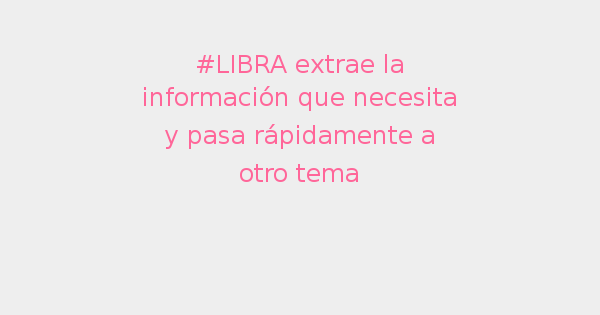 #LIBRA extrae la
información que necesita
y pasa rápidamente a
otro tema